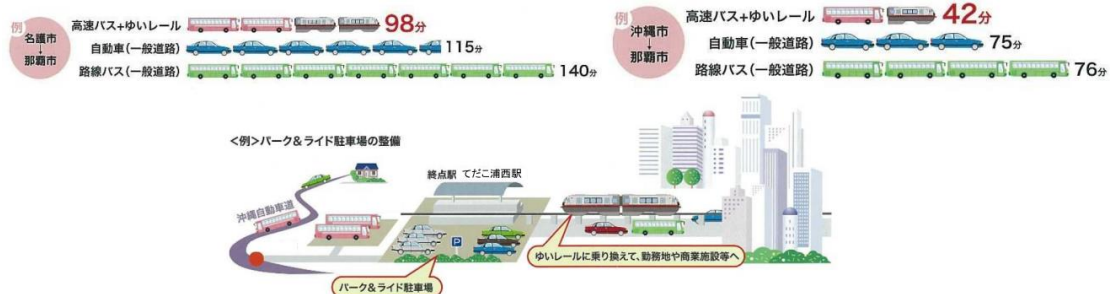 例
名護市
↓
那覇市
高速バス+ゆいレール 98分
自動車(一般道路) 115分
路線バス(一般道路) 140分
例
沖縄市
↓
那覇市
高速バス+ゆいレール 42分
自動車(一般道路) 75分
路線バス(一般道路) 76分
<例>パーク&ライド駐車場の整備
終点駅 てだこ浦西駅
沖縄自動車道
P
ゆいレールに乗り換えて、勤務地や商業施設等へ
パーク&ライド駐車場